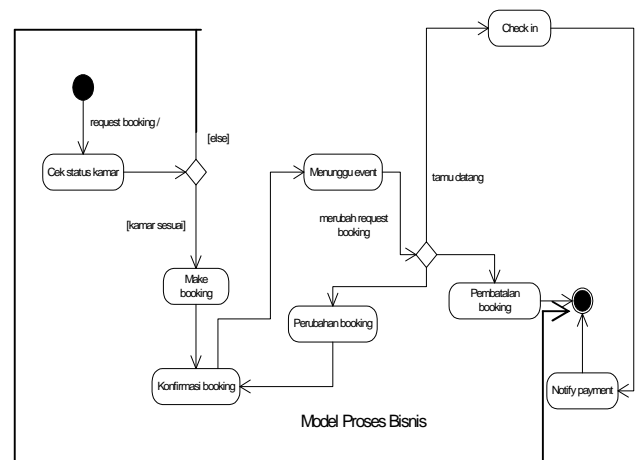 Check in
request booking /
[else]
Cek status kamar
Menunggu event
tamu datang
[kamar sesuai]
merubah request
booking
Make
booking
Pembatalan
booking
Perubahan booking
Konfirmasi booking
Notify payment
Model Proses Bisnis